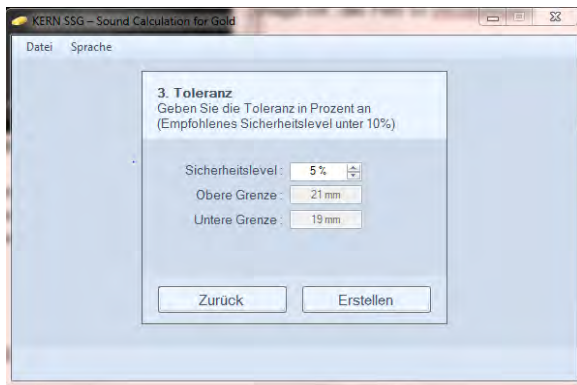 KERN SSG – Sound Calculation for Gold
Datei Sprache
3. Toleranz
Geben Sie die Toleranz in Prozent an
(Empfohlenes Sicherheitslevel unter 10%)
Sicherheitslevel : 5 %
Obere Grenze : 21 mm
Untere Grenze : 19 mm
Zurück Erstellen